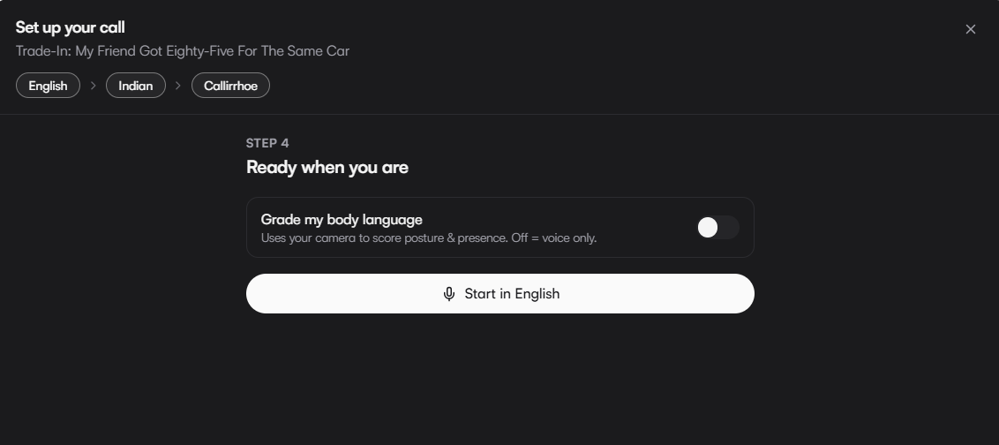 Set up your call
Trade-In: My Friend Got Eighty-Five For The Same Car
English > Indian > Callirrhoe
STEP 4
Ready when you are
Grade my body language
Uses your camera to score posture & presence. Off = voice only.
Start in English